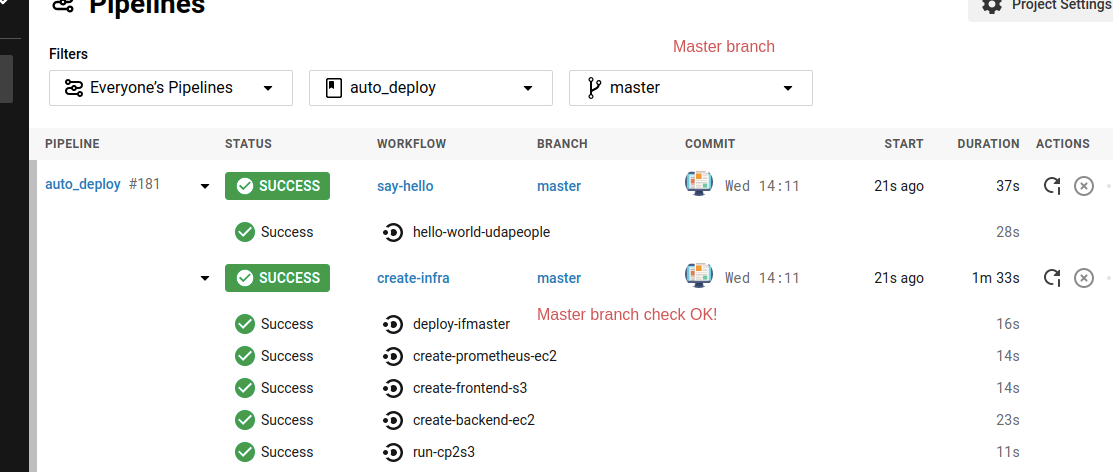 Pipelines
Project Settings
Master branch
Filters
Everyone's Pipelines
auto_deploy
master
PIPELINE STATUS WORKFLOW BRANCH COMMIT START DURATION ACTIONS
auto_deploy #181 SUCCESS say-hello master Wed 14:11 21s ago 37s
Success hello-world-udapeople 28s
SUCCESS create-infra master Wed 14:11 21s ago 1m 33s
Master branch check OK!
Success deploy-ifmaster 16s
Success create-prometheus-ec2 14s
Success create-frontend-s3 14s
Success create-backend-ec2 23s
Success run-cp2s3 11s